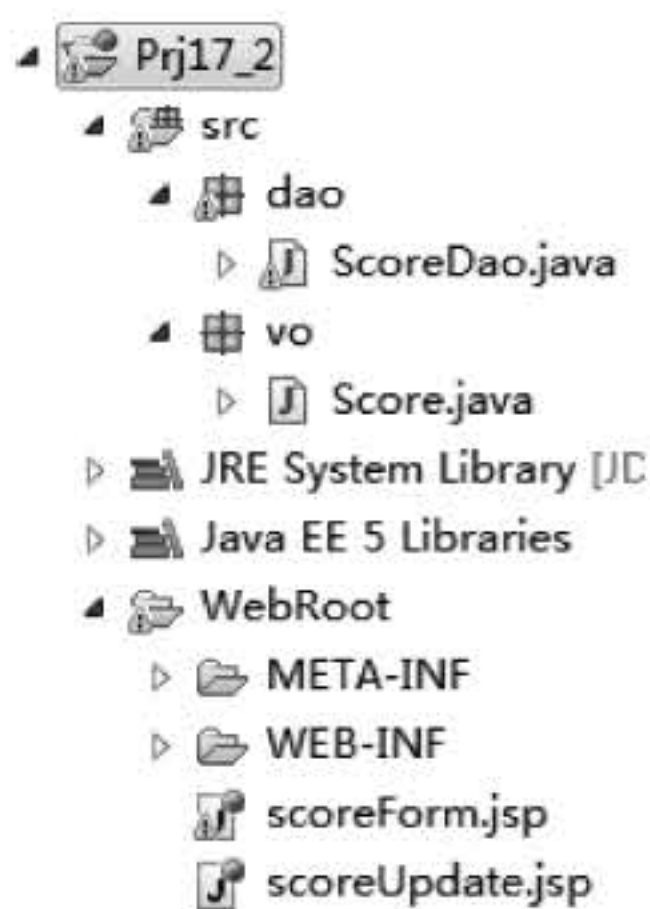 Prj17_2
src
dao
ScoreDao.java
vo
Score.java
JRE System Library [JD
Java EE 5 Libraries
WebRoot
META-INF
WEB-INF
scoreForm.jsp
scoreUpdate.jsp